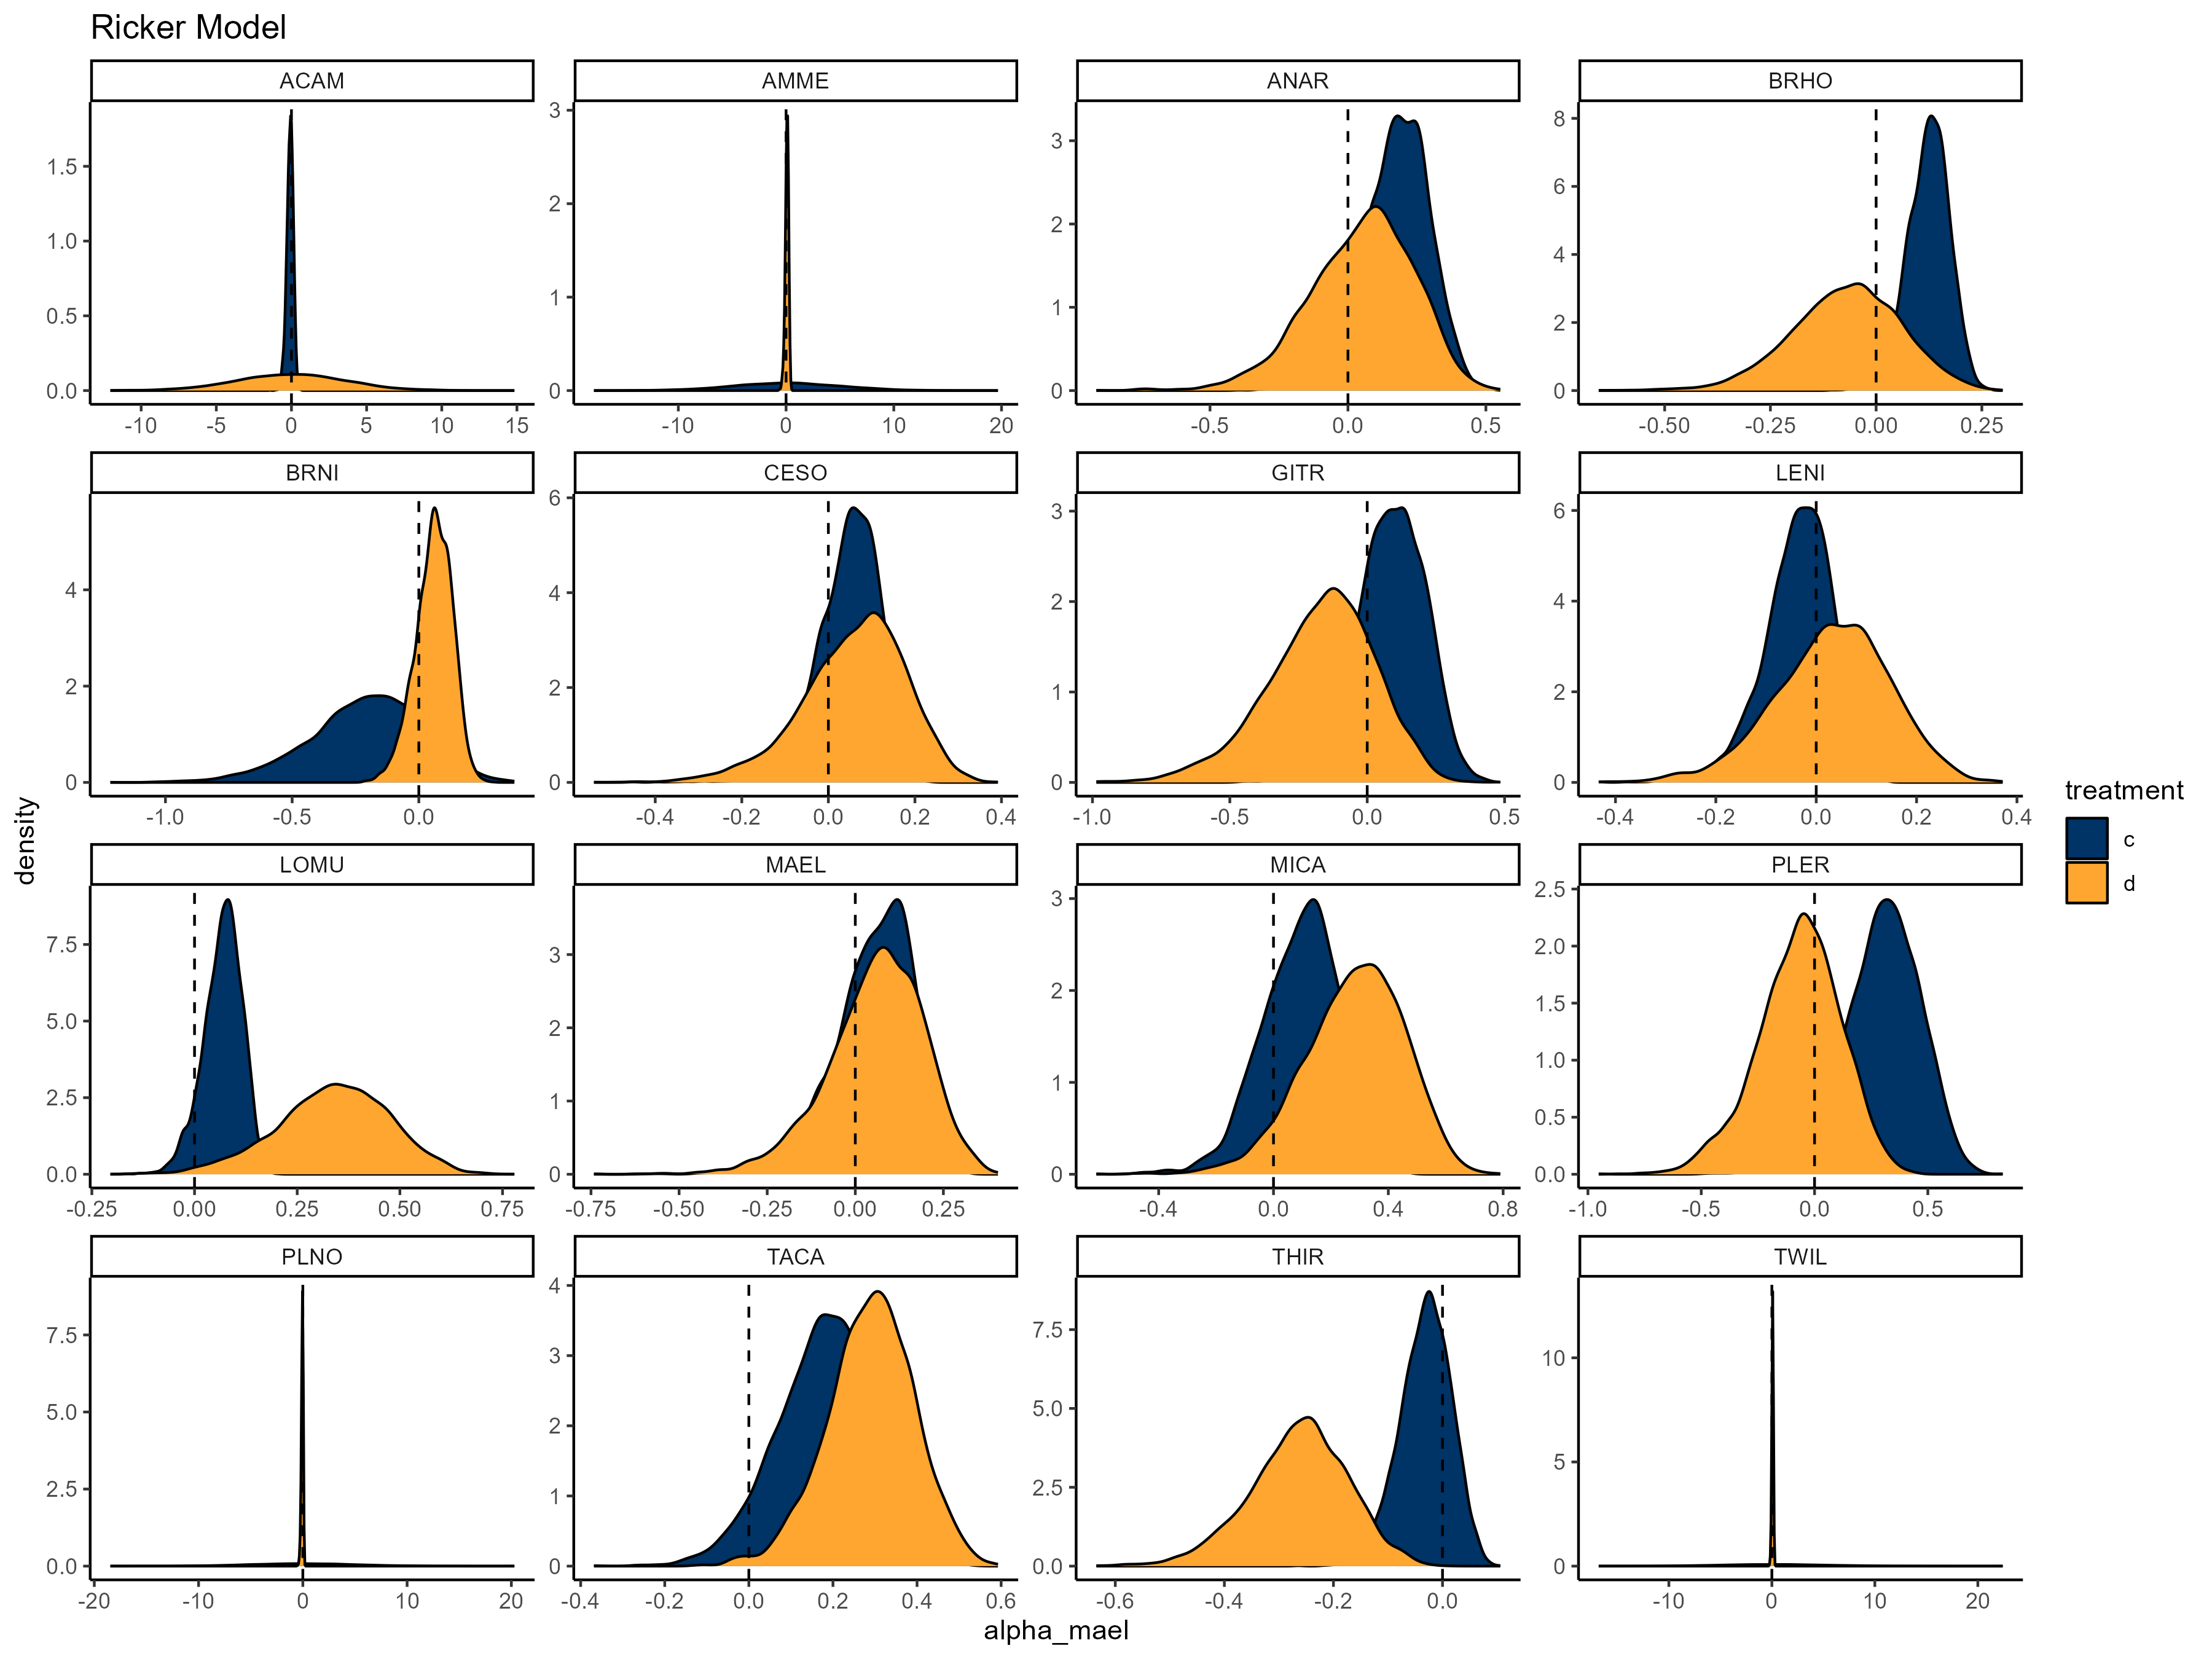 Ricker Model
ACAM AMME ANAR BRHO
0.0 0.5 1.0 1.5
-10 -5 0 5 10 15
0 1 2 3
-10 0 10 20
0 1 2 3
-0.5 0.0 0.5
0 2 4 6 8
-0.50 -0.25 0.00 0.25
BRNI CESO GITR LENI
0 2 4
-1.0 -0.5 0.0
0 2 4 6
-0.4 -0.2 0.0 0.2 0.4
0 1 2 3
-1.0 -0.5 0.0 0.5
0 2 4 6
-0.4 -0.2 0.0 0.2 0.4
LOMU MAEL MICA PLER
0.0 2.5 5.0 7.5
-0.25 0.00 0.25 0.50 0.75
0 1 2 3
-0.75 -0.50 -0.25 0.00 0.25
0 1 2 3
-0.4 0.0 0.4 0.8
0.0 0.5 1.0 1.5 2.0 2.5
-1.0 -0.5 0.0 0.5
PLNO TACA THIR TWIL
0.0 2.5 5.0 7.5
-20 -10 0 10 20
0 1 2 3 4
-0.4 -0.2 0.0 0.2 0.4 0.6
0.0 2.5 5.0 7.5
-0.6 -0.4 -0.2 0.0
0 5 10
-10 0 10 20
density
alpha_mael
treatment
c
d